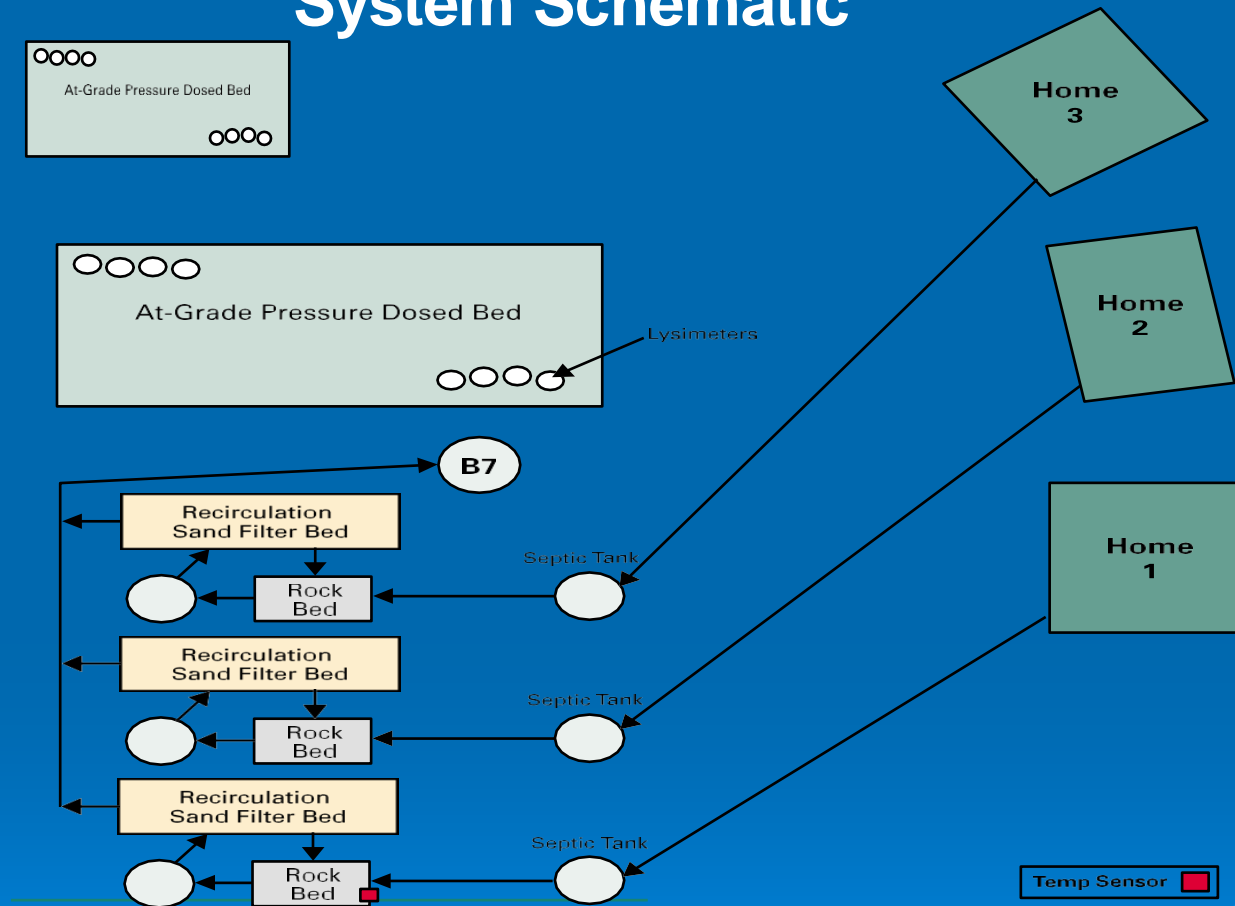 System Schematic
At-Grade Pressure Dosed Bed
Home
3
Home
2
At-Grade Pressure Dosed Bed
Lysimeters
B7
Recirculation
Sand Filter Bed
Septic Tank
Home
1
Rock
Bed
Recirculation
Sand Filter Bed
Septic Tank
Rock
Bed
Recirculation
Sand Filter Bed
Septic Tank
Rock
Bed
Temp Sensor